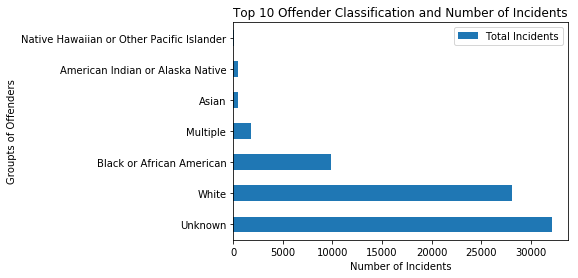 Top 10 Offender Classification and Number of Incidents
Total Incidents
Groupts of Offenders
Native Hawaiian or Other Pacific Islander
American Indian or Alaska Native
Asian
Multiple
Black or African American
White
Unknown
0 5000 10000 15000 20000 25000 30000
Number of Incidents